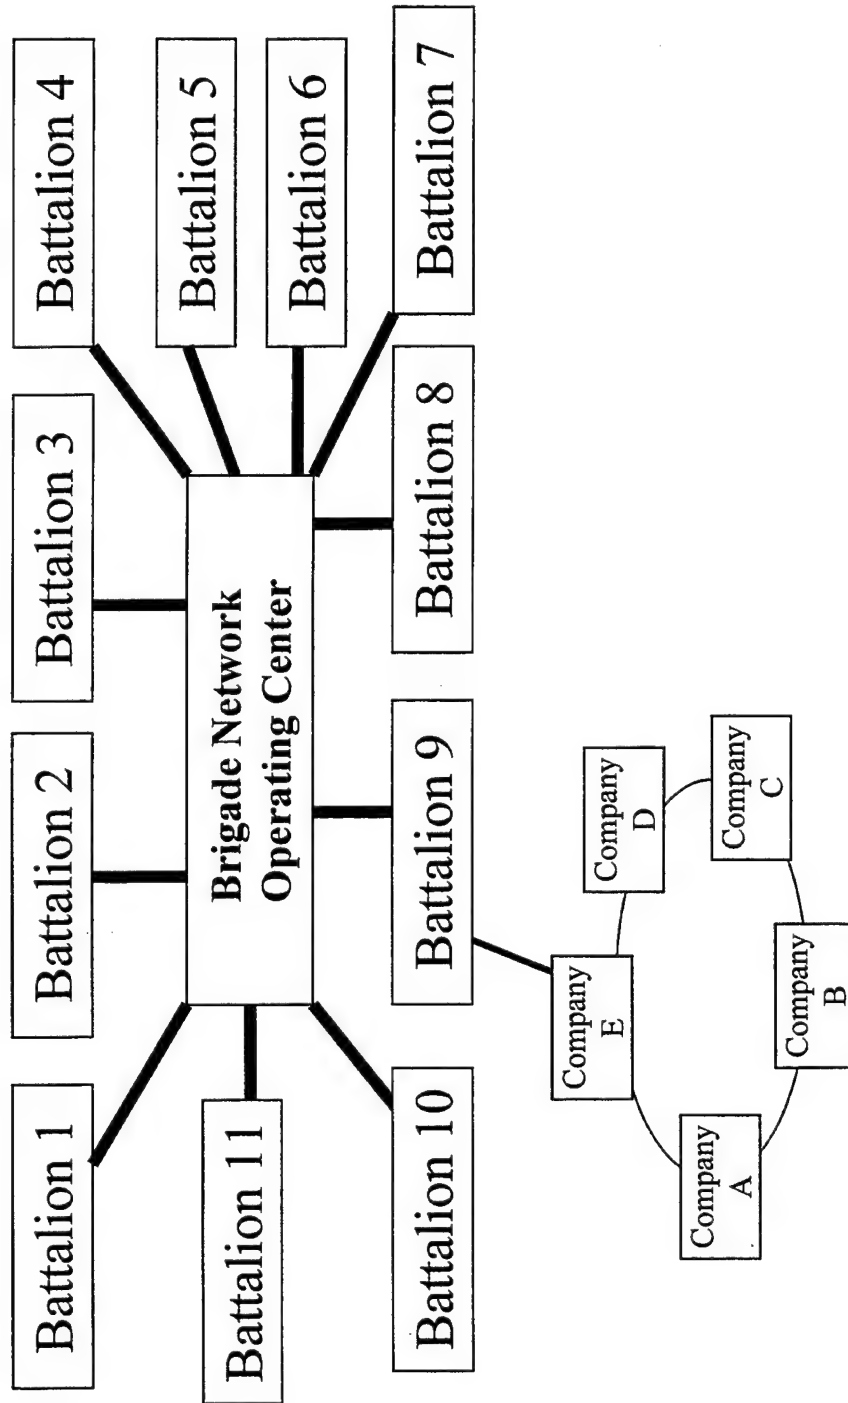 Battalion 1
Battalion 2
Battalion 3
Battalion 4
Battalion 11
Brigade Network
Operating Center
Battalion 5
Battalion 6
Battalion 10
Battalion 9
Battalion 8
Battalion 7
Company
E
Company
D
Company
A
Company
C
Company
B